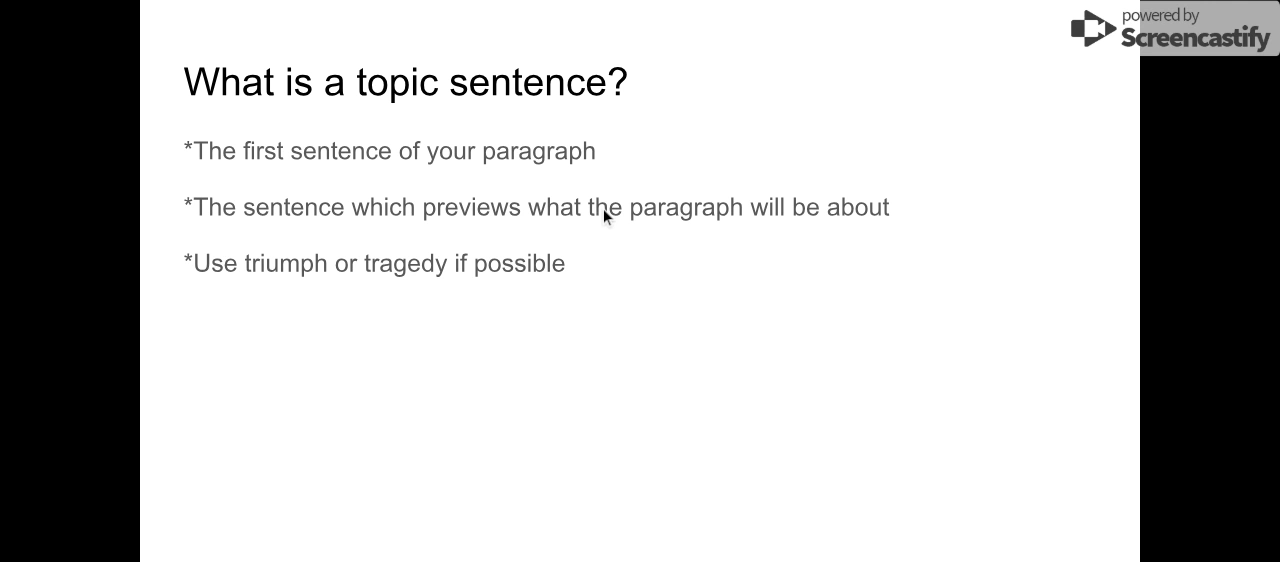 powered by
Screencastify
What is a topic sentence?
*The first sentence of your paragraph
*The sentence which previews what the paragraph will be about
*Use triumph or tragedy if possible